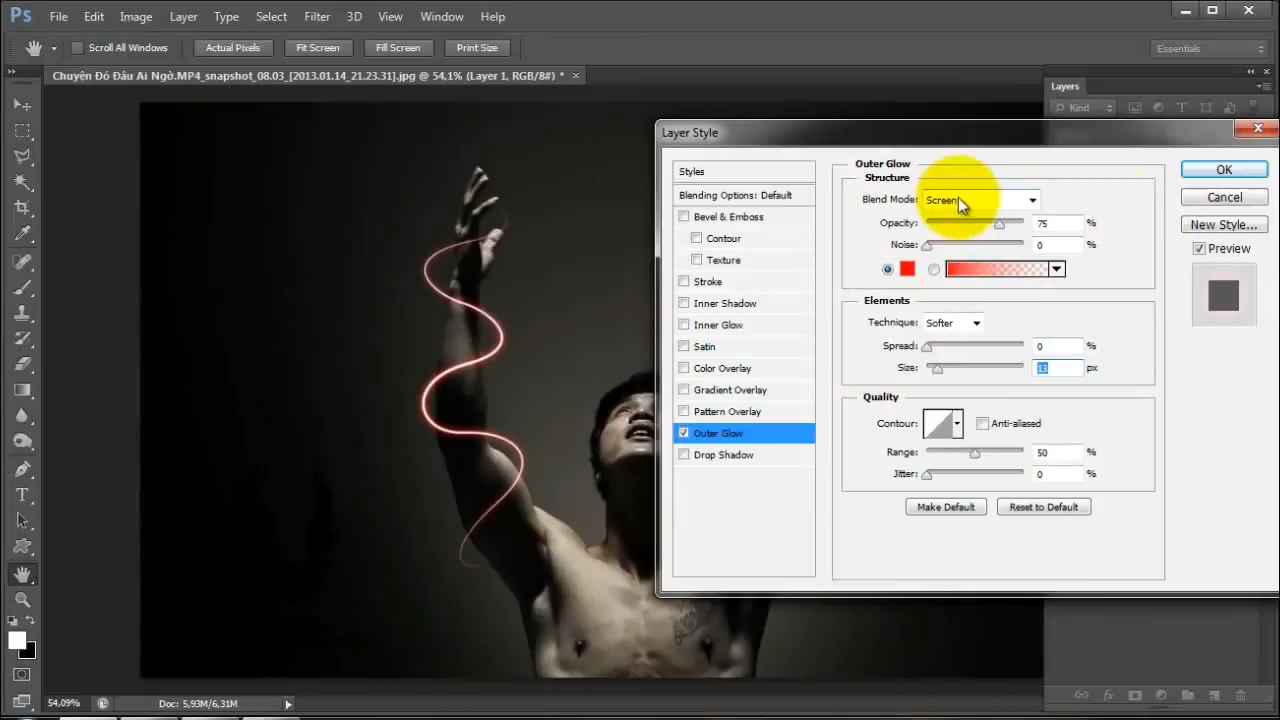 Ps File Edit Image Layer Type Select Filter 3D View Window Help
Scroll All Windows Actual Pixels Fit Screen Fill Screen Print Size Essentials
Chuyện Đó Đâu Ai Ngờ.MP4_snapshot_08.03_[2013.01.14_21.23.31].jpg @ 54,1% (Layer 1, RGB/8#) * ×
Layers
Kind
Layer Style
Styles
Blending Options: Default
Bevel & Emboss
Contour
Texture
Stroke
Inner Shadow
Inner Glow
Satin
Color Overlay
Gradient Overlay
Pattern Overlay
Outer Glow
Drop Shadow
Outer Glow
Structure
Blend Mode: Screen
Opacity: 75 %
Noise: 0 %
Elements
Technique: Softer
Spread: 0 %
Size: 13 px
Quality
Contour: Anti-aliased
Range: 50 %
Jitter: 0 %
Make Default Reset to Default
OK
Cancel
New Style...
Preview
54,09% Doc: 5,93M/6,31M